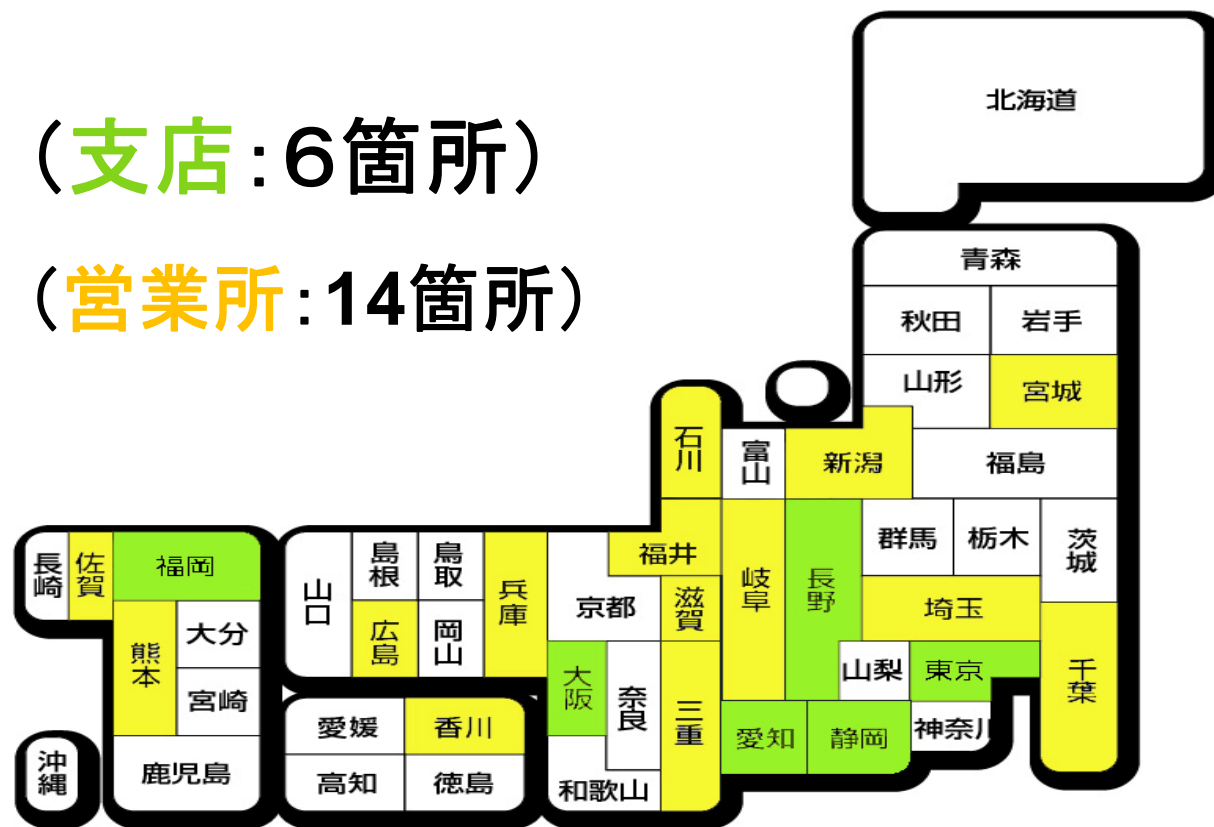 (支店:6箇所)
(営業所:14箇所)
北海道
青森
秋田 岩手
山形 宮城
石川 富山 新潟 福島
群馬 栃木 茨城
長崎 佐賀 福岡 山口 島根 鳥取 兵庫 京都 福井 滋賀 岐阜 長野 埼玉 千葉
熊本 大分 広島 岡山 大阪 奈良 三重 山梨 東京
宮崎 愛媛 香川 愛知 静岡 神奈川
沖縄 鹿児島 高知 徳島 和歌山